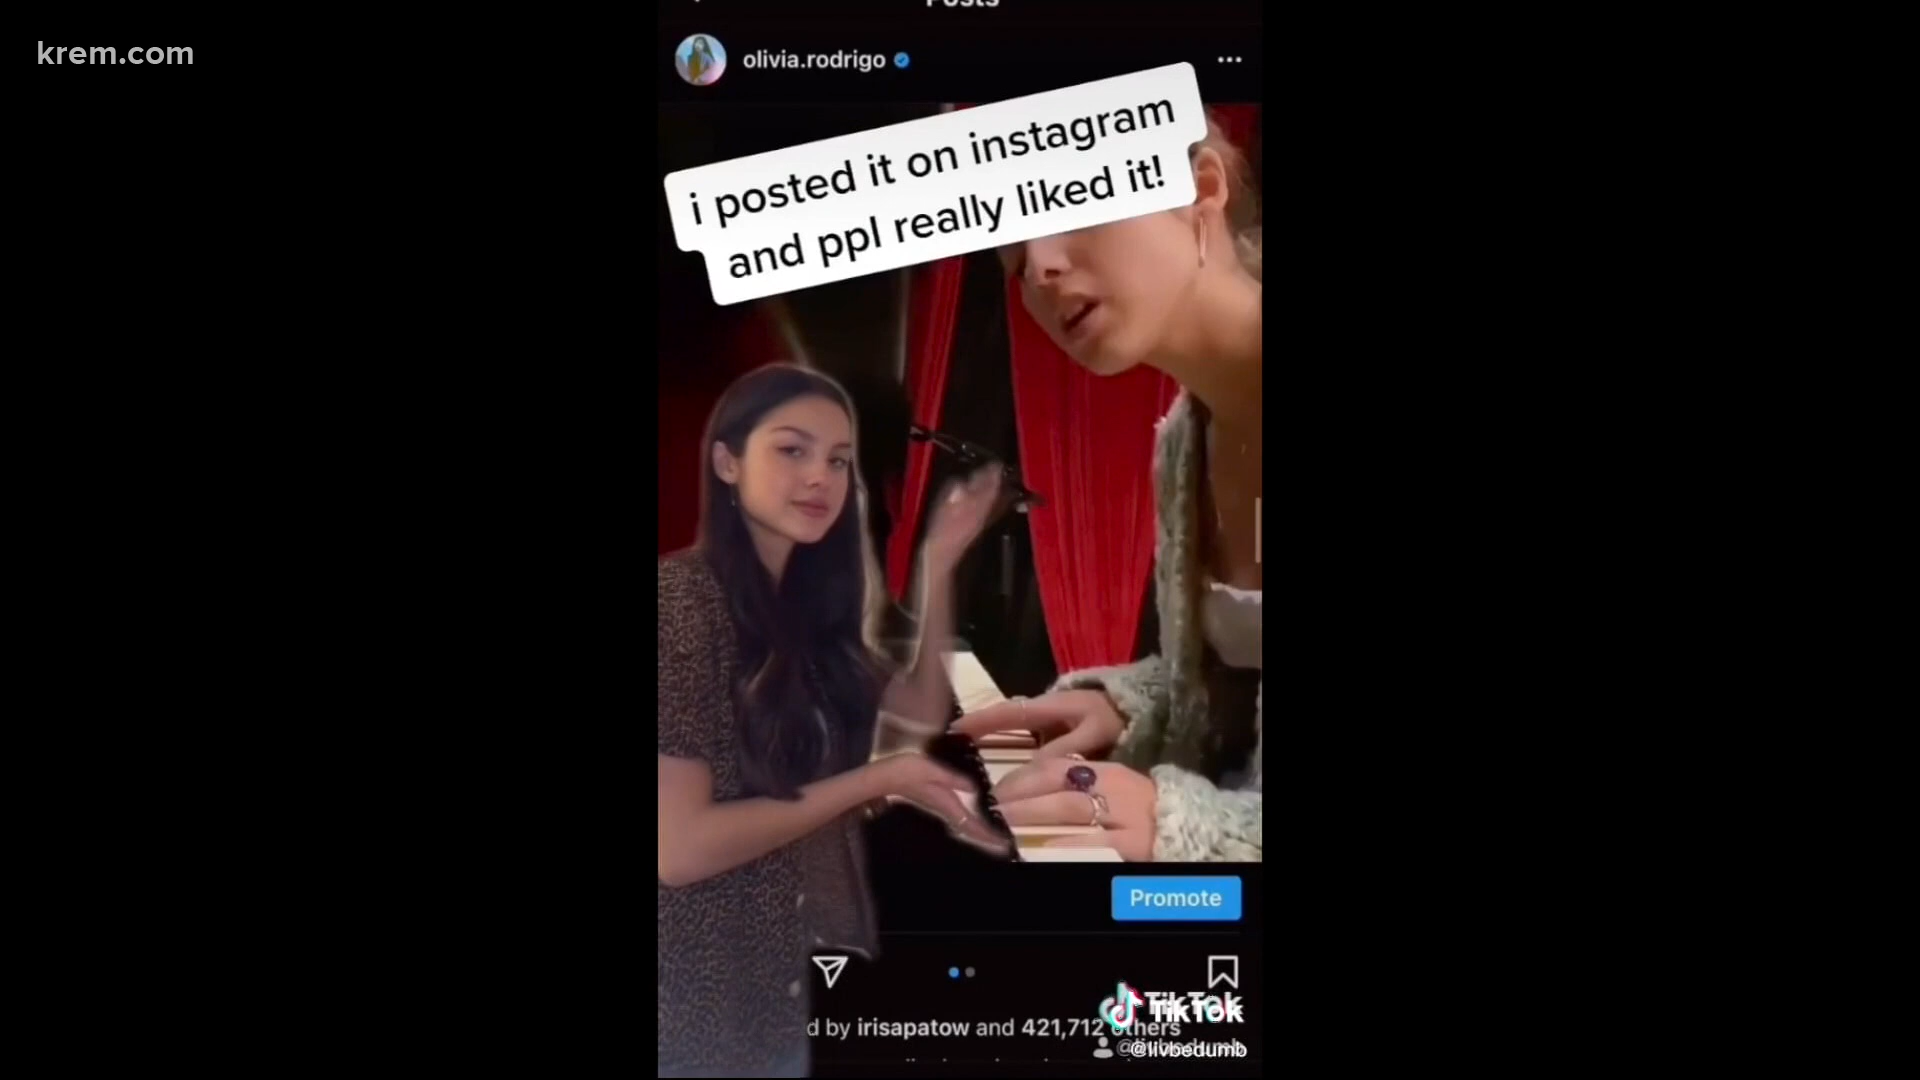 krem.com
Posts
olivia.rodrigo
i posted it on instagram
and ppl really liked it!
Promote
d by irisapatow and 421,712 others
TikTok
@livbedumb